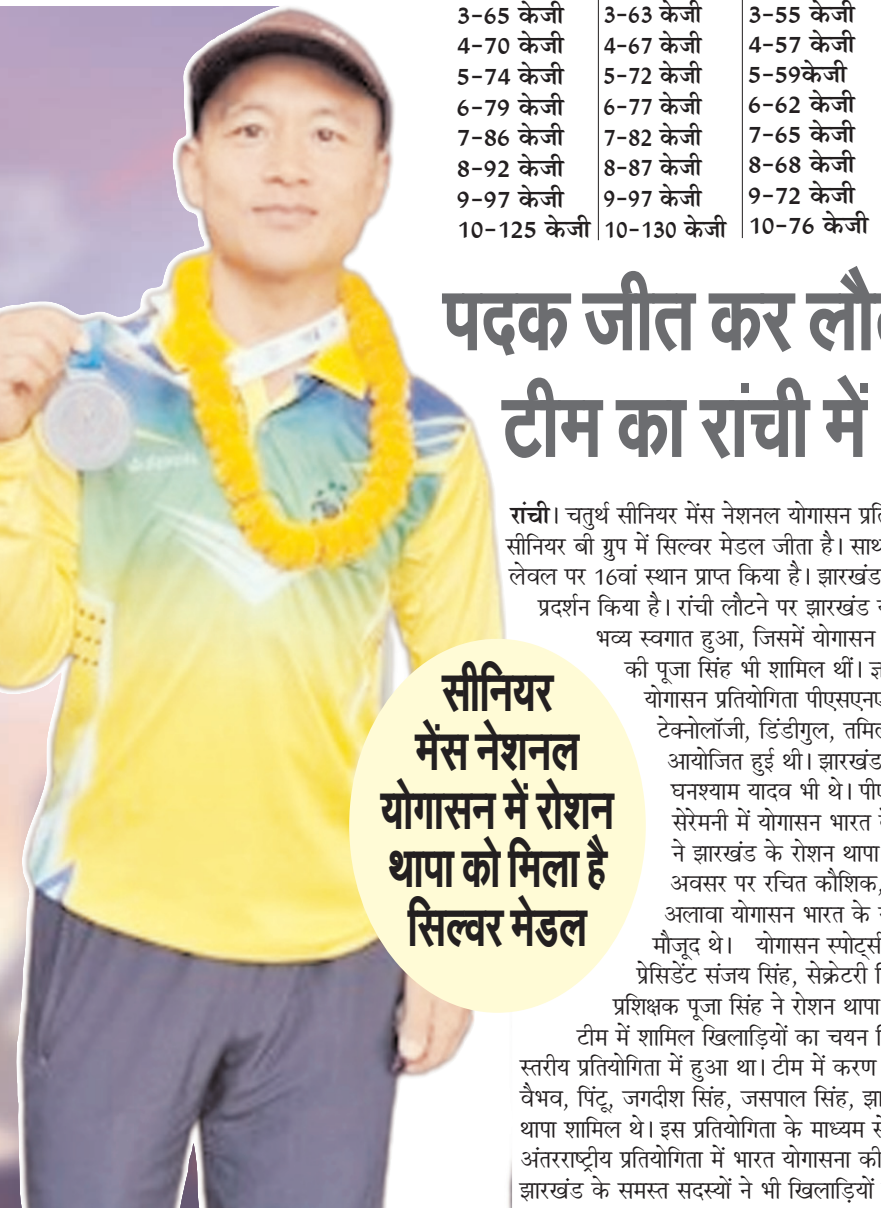 3-65 केजी
4-70 केजी
5-74 केजी
6-79 केजी
7-86 केजी
8-92 केजी
9-97 केजी
10-125 केजी
3-63 केजी
4-67 केजी
5-72 केजी
6-77 केजी
7-82 केजी
8-87 केजी
9-97 केजी
10-130 केजी
3-55 केजी
4-57 केजी
5-59केजी
6-62 केजी
7-65 केजी
8-68 केजी
9-72 केजी
10-76 केजी
पदक जीत कर
टीम का रांची में
रांची। चतुर्थ सीनियर मेंस नेशनल योगासन
सीनियर बी ग्रुप में सिल्वर मेडल जीता है। साथ
लेवल पर 16वां स्थान प्राप्त किया है। झारखंड
प्रदर्शन किया है। रांची लौटने पर झारखंड
भव्य स्वगात हुआ, जिसमें योगासन
की पूजा सिंह भी शामिल थीं।
योगासन प्रतियोगिता
टेक्नोलॉजी, डिंडीगुल,
आयोजित हुई थी। झारखंड
घनश्याम यादव भी थे।
सेरेमनी में योगासन भारत
ने झारखंड के रोशन थापा
अवसर पर रचित कौशिक,
अलावा योगासन भारत के
मौजूद थे। योगासन
प्रेसिडेंट संजय सिंह, सेक्रेटरी
प्रशिक्षक पूजा सिंह ने रोशन थापा
टीम में शामिल खिलाड़ियों का चयन
स्तरीय प्रतियोगिता में हुआ था। टीम में करण
वैभव, पिंटू, जगदीश सिंह, जसपाल सिंह,
थापा शामिल थे। इस प्रतियोगिता के माध्यम
अंतरराष्ट्रीय प्रतियोगिता में भारत योगासना की
झारखंड के समस्त सदस्यों ने भी खिलाड़ियों
सीनियर
मेंस नेशनल
योगासन में रोशन
थापा को मिला है
सिल्वर मेडल